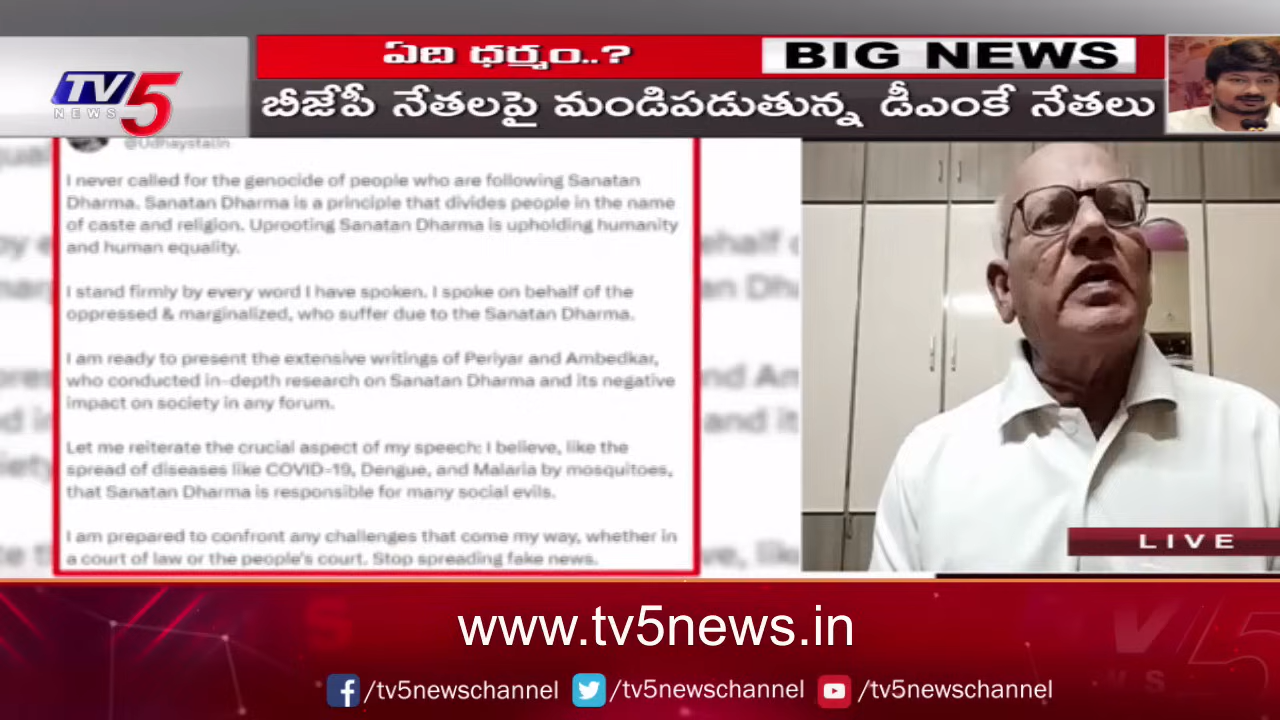 TV5
NEWS
ఏది ధర్మం..?
BIG NEWS
బీజేపీ నేతలపై మండిపడుతున్న డీఎంకే నేతలు
@Udhaystalin
I never called for the genocide of people who are following Sanatan
Dharma. Sanatan Dharma is a principle that divides people in the name
of caste and religion. Uprooting Sanatan Dharma is upholding humanity
and human equality.
I stand firmly by every word I have spoken. I spoke on behalf of the
oppressed & marginalized, who suffer due to the Sanatan Dharma.
I am ready to present the extensive writings of Periyar and Ambedkar,
who conducted in-depth research on Sanatan Dharma and its negative
impact on society in any forum.
Let me reiterate the crucial aspect of my speech: I believe, like the
spread of diseases like COVID-19, Dengue, and Malaria by mosquitoes,
that Sanatan Dharma is responsible for many social evils.
I am prepared to confront any challenges that come my way, whether in
a court of law or the people's court. Stop spreading fake news.
LIVE
www.tv5news.in
/tv5newschannel
/tv5newschannel
/tv5newschannel